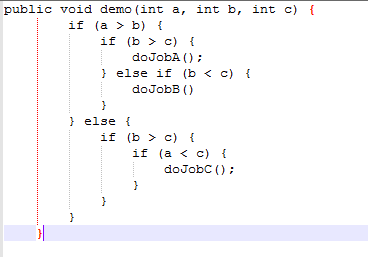 public void demo(int a, int b, int c) {
if (a > b) {
if (b > c) {
doJobA();
} else if (b < c) {
doJobB()
}
} else {
if (b > c) {
if (a < c) {
doJobC();
}
}
}
}